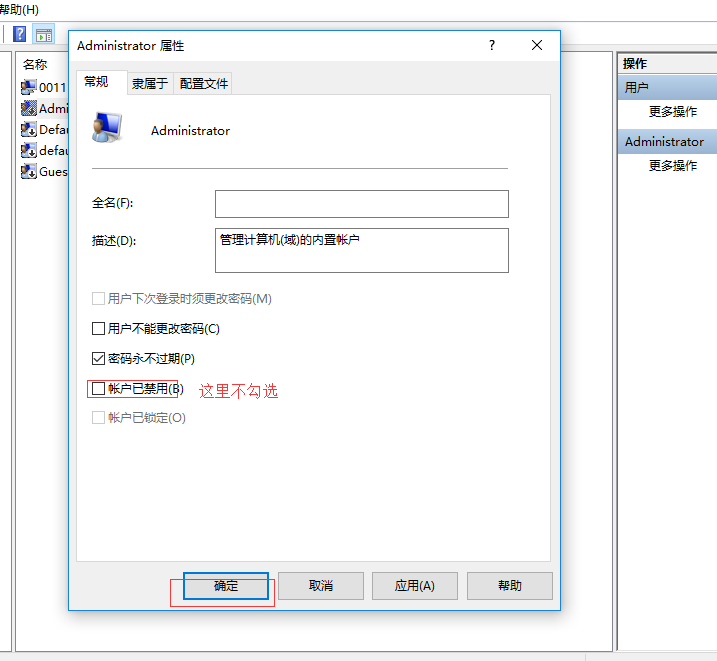 帮助(H)
?
Administrator 属性
?
名称
0011
Admi
Defau
defau
Gues
常规
隶属于
配置文件
Administrator
全名(F):
描述(D):
管理计算机(域)的内置帐户
用户下次登录时须更改密码(M)
用户不能更改密码(C)
密码永不过期(P)
帐户已禁用(B)
这里不勾选
帐户已锁定(O)
确定
取消
应用(A)
帮助
操作
用户
更多操作
Administrator
更多操作